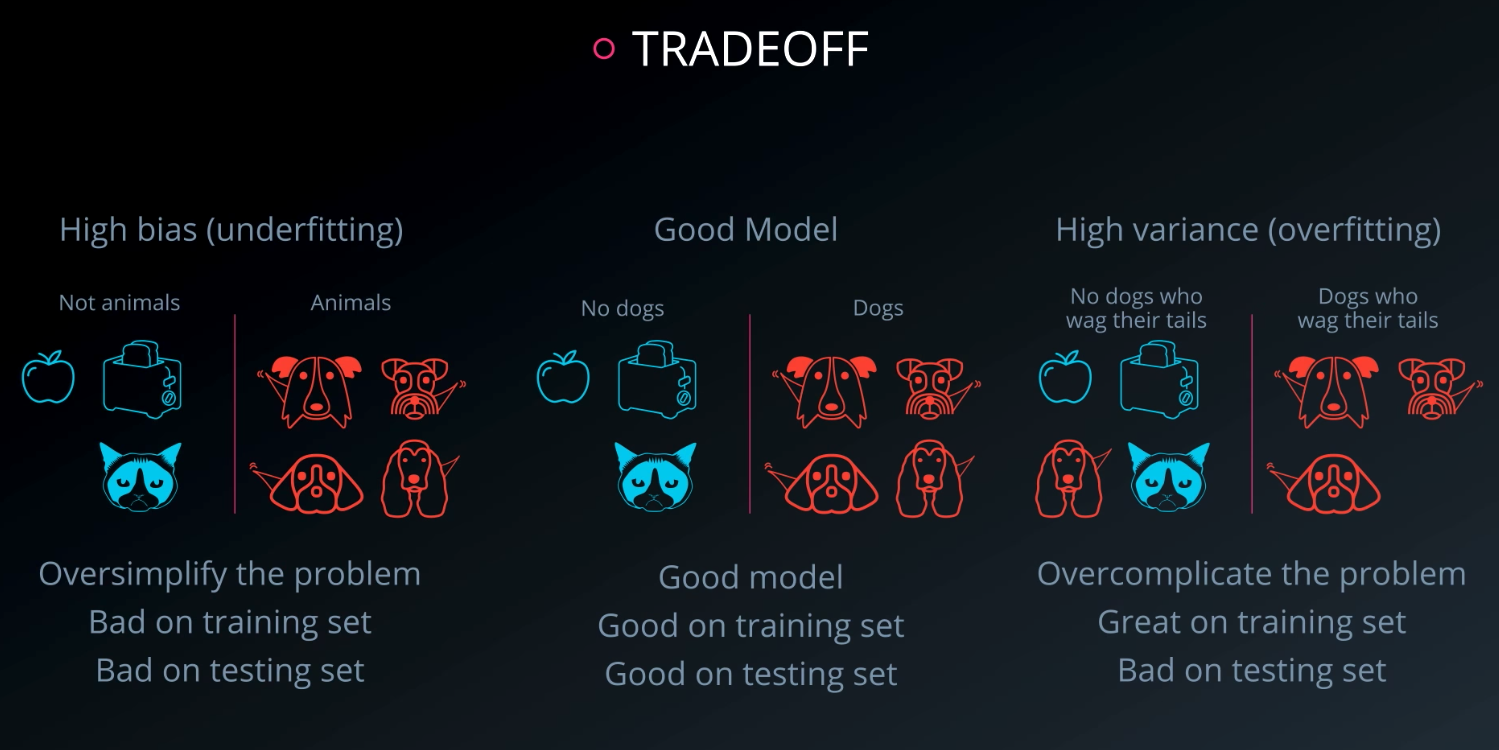 TRADEOFF
High bias (underfitting)
Not animals
Animals
Oversimplify the problem
Bad on training set
Bad on testing set
Good Model
No dogs
Dogs
Good model
Good on training set
Good on testing set
High variance (overfitting)
No dogs who
wag their tails
Dogs who
wag their tails
Overcomplicate the problem
Great on training set
Bad on testing set